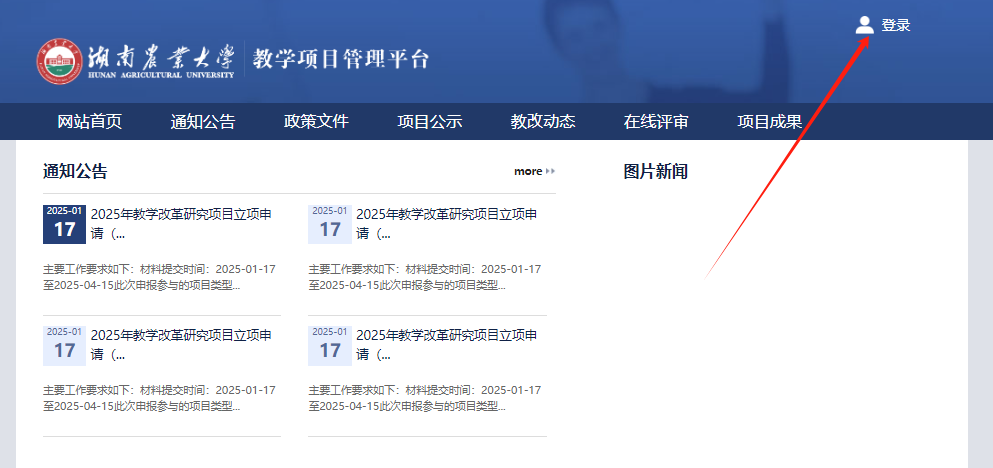 登录
湖南农业大学
HUNAN AGRICULTURAL UNIVERSITY
教学项目管理平台
网站首页 通知公告 政策文件 项目公示 教改动态 在线评审 项目成果
通知公告
more
图片新闻
2025-01
17
2025年教学改革研究项目立项申
请（...
主要工作要求如下：材料提交时间：2025-01-17
至2025-04-15此次申报参与的项目类型...
2025-01
17
2025年教学改革研究项目立项申
请（...
主要工作要求如下：材料提交时间：2025-01-17
至2025-04-15此次申报参与的项目类型...
2025-01
17
2025年教学改革研究项目立项申
请（...
主要工作要求如下：材料提交时间：2025-01-17
至2025-04-15此次申报参与的项目类型...
2025-01
17
2025年教学改革研究项目立项申
请（...
主要工作要求如下：材料提交时间：2025-01-17
至2025-04-15此次申报参与的项目类型...